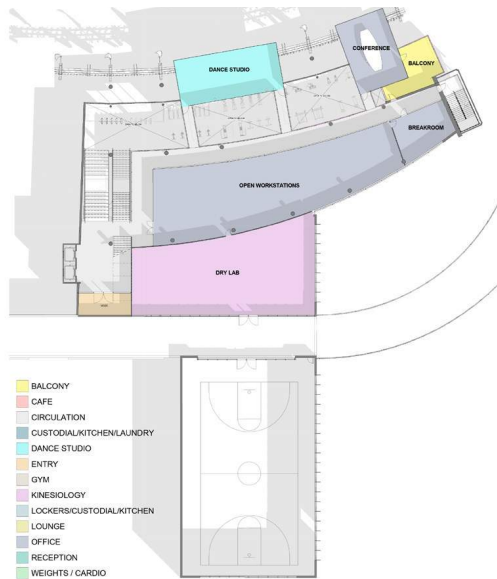 CONFERENCE
DANCE STUDIO
BALCONY
BREAKROOM
OPEN WORKSTATIONS
DRY LAB
BALCONY
CAFE
CIRCULATION
CUSTODIAL/KITCHEN/LAUNDRY
DANCE STUDIO
ENTRY
GYM
KINESIOLOGY
LOCKERS/CUSTODIAL/KITCHEN
LOUNGE
OFFICE
RECEPTION
WEIGHTS / CARDIO